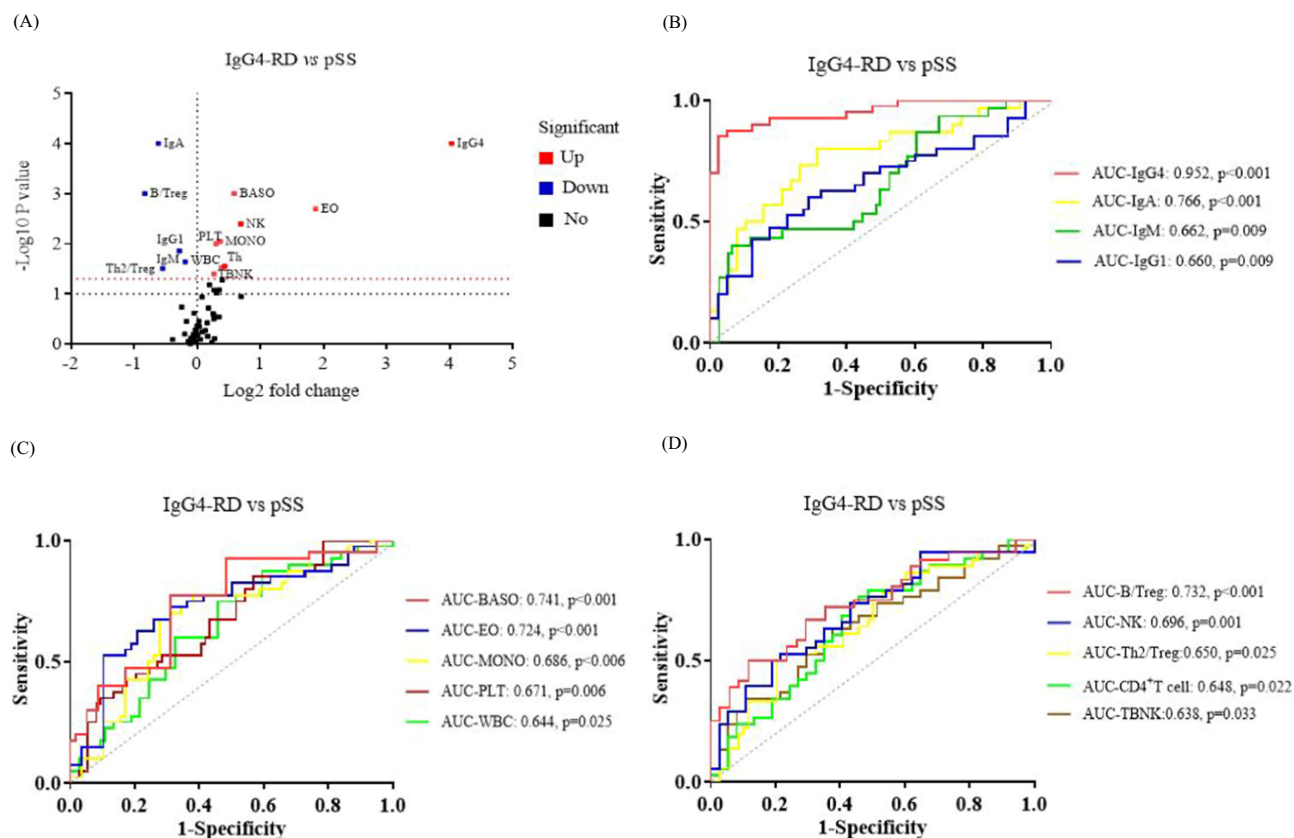 (A)
IgG4-RD vs pSS
-Log10 P value
5
4
3
2
1
0
-2
-1
0
1
2
3
4
5
Log2 fold change
IgA
IgG4
B/Treg
BASO
EO
NK
PLT
MONO
IgG1
IgM
WBC
Th
Th2/Treg
TBNK
Significant
Up
Down
No
(B)
IgG4-RD vs pSS
Sensitivity
1.0
0.5
0.0
0.0 0.2 0.4 0.6 0.8 1.0
1-Specificity
AUC-IgG4: 0.952, p<0.001
AUC-IgA: 0.766, p<0.001
AUC-IgM: 0.662, p=0.009
AUC-IgG1: 0.660, p=0.009
(C)
IgG4-RD vs pSS
Sensitivity
1.0
0.5
0.0
0.0 0.2 0.4 0.6 0.8 1.0
1-Specificity
AUC-BASO: 0.741, p<0.001
AUC-EO: 0.724, p<0.001
AUC-MONO: 0.686, p<0.006
AUC-PLT: 0.671, p=0.006
AUC-WBC: 0.644, p=0.025
(D)
IgG4-RD vs pSS
Sensitivity
1.0
0.5
0.0
0.0 0.2 0.4 0.6 0.8 1.0
1-Specificity
AUC-B/Treg: 0.732, p<0.001
AUC-NK: 0.696, p=0.001
AUC-Th2/Treg:0.650, p=0.025
AUC-CD4⁺T cell: 0.648, p=0.022
AUC-TBNK:0.638, p=0.033